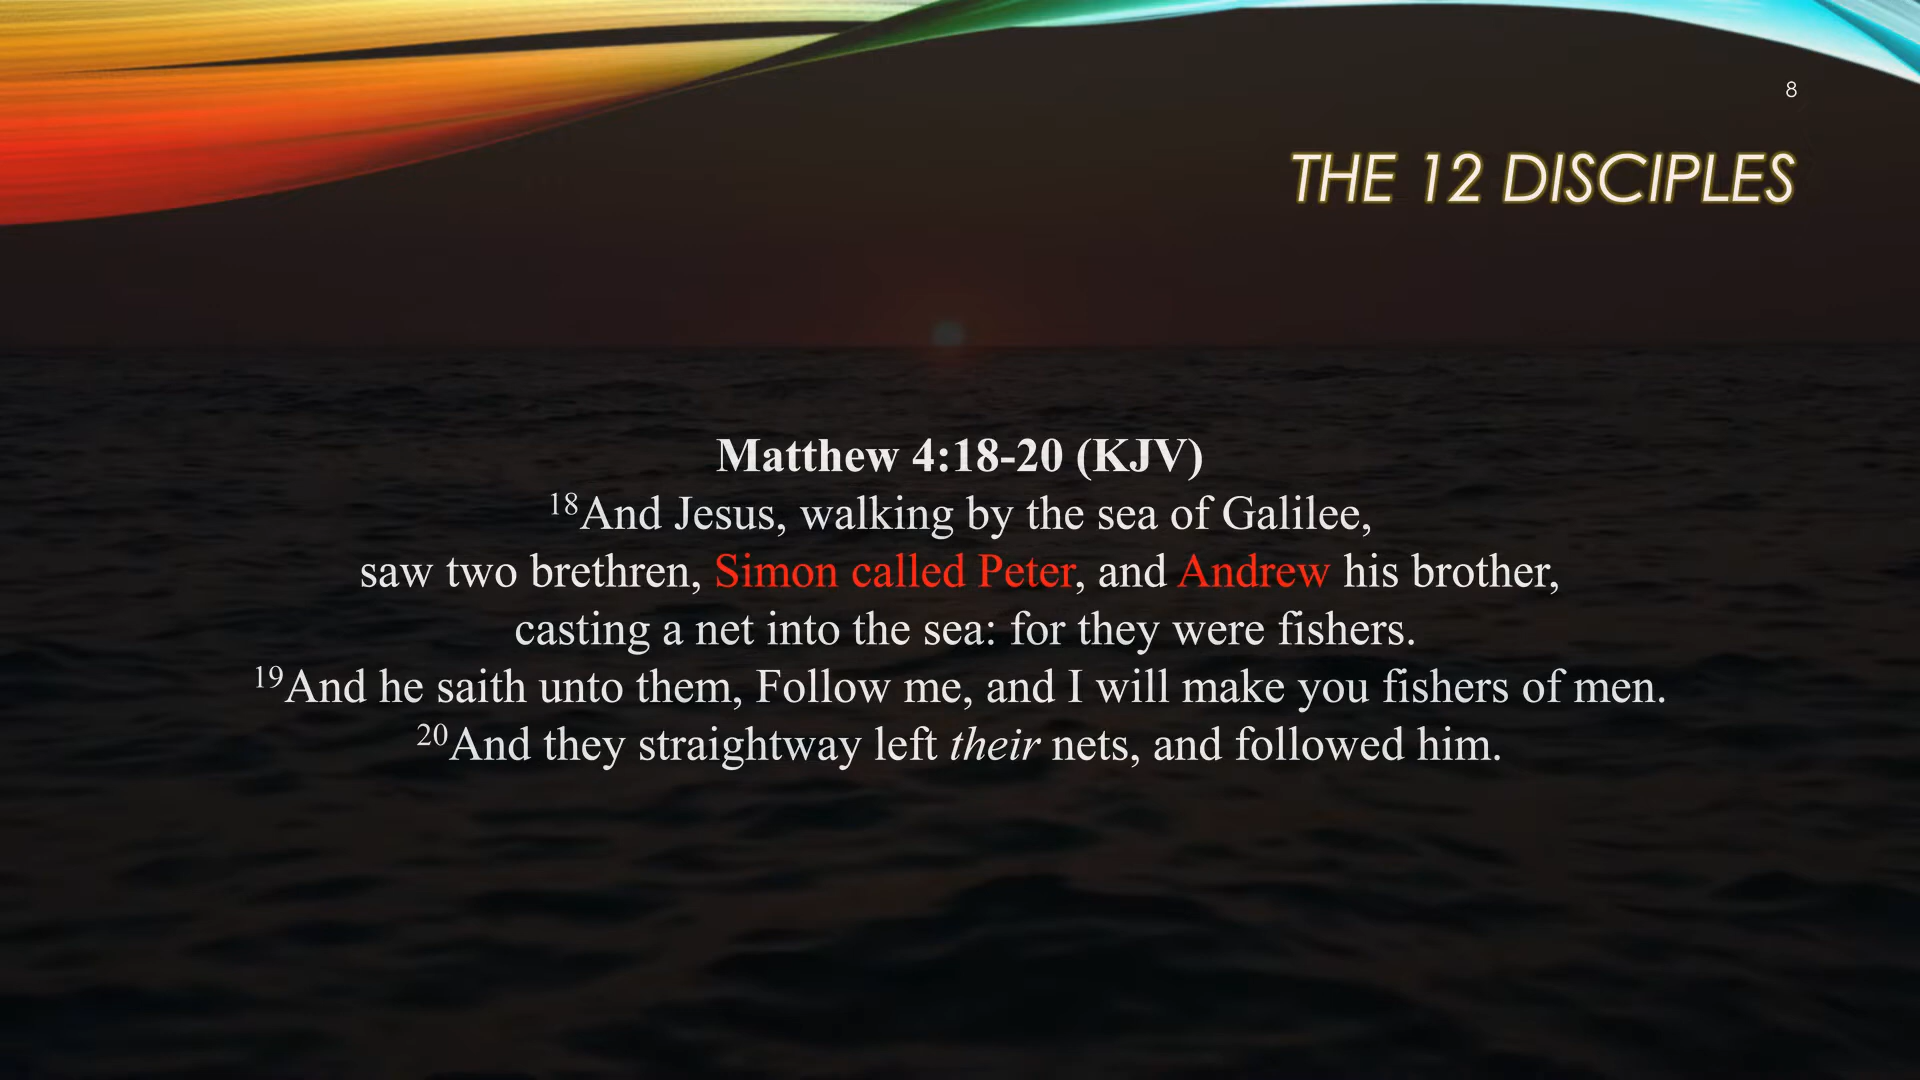 8
THE 12 DISCIPLES
Matthew 4:18-20 (KJV)
18And Jesus, walking by the sea of Galilee,
saw two brethren, Simon called Peter, and Andrew his brother,
casting a net into the sea: for they were fishers.
19And he saith unto them, Follow me, and I will make you fishers of men.
20And they straightway left their nets, and followed him.